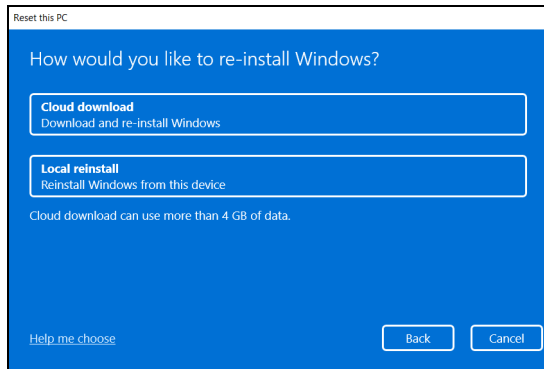 Reset this PC
How would you like to re-install Windows?
Cloud download
Download and re-install Windows
Local reinstall
Reinstall Windows from this device
Cloud download can use more than 4 GB of data.
Help me choose
Back
Cancel